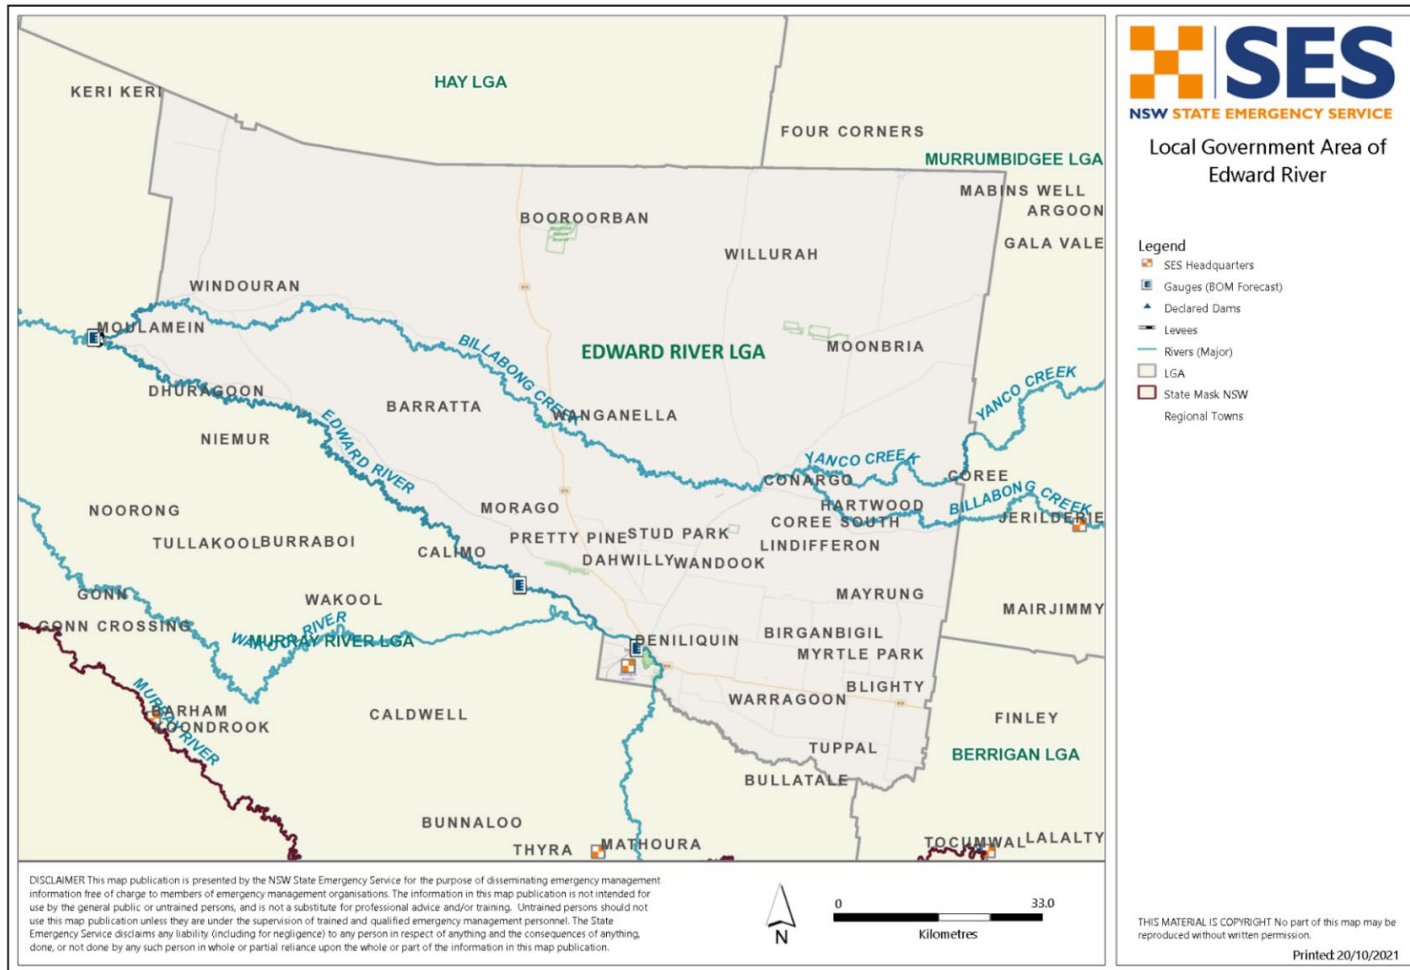 KERI KERI
HAY LGA
FOUR CORNERS
MURRUMBIDGEE LGA
MABINS WELL
ARGOON
GALA VALE
BOOROORBAN
WILLURAH
WINDOURAN
MOULAMEIN
BILLABONG CREEK
EDWARD RIVER LGA
MOONBRIA
YANCO CREEK
DHURAGOON
BARRATTA
WANGANELLA
EDWARD RIVER
NIEMUR
YANCO CREEK
CONARGO
COREE
HARTWOOD
BILLABONG CREEK
JERILDERIE
NOORONG
MORAGO
COREE SOUTH
TULLAKOOL
BURRABOI
CALIMO
PRETTY PINE
STUD PARK
LINDIFFERON
DAHWILLY
WANDOOK
GONN
WAKOOL
MAYRUNG
MAIRJIMMY
GONN CROSSING
WAKOOL RIVER
MURRAY RIVER LGA
DENILIQUIN
BIRGANBIGIL
MYRTLE PARK
BLIGHTY
WARRAGOON
MURRAY RIVER
BARHAM
KOONDROOK
CALDWELL
FINLEY
TUPPAL
BERRIGAN LGA
BULLATALE
BUNNALOO
THYRA
MATHOURA
TOCUMWAL
LALALTY
DISCLAIMER This map publication is presented by the NSW State Emergency Service for the purpose of disseminating emergency management
information free of charge to members of emergency management organisations. The information in this map publication is not intended for
use by the general public or untrained persons, and is not a substitute for professional advice and/or training. Untrained persons should not
use this map publication unless they are under the supervision of trained and qualified emergency management personnel. The State
Emergency Service disclaims any liability (including for negligence) to any person in respect of anything and the consequences of anything,
done, or not done by any such person in whole or partial reliance upon the whole or part of the information in this map publication.
N
0 33.0
Kilometres
SES
NSW STATE EMERGENCY SERVICE
Local Government Area of
Edward River
Legend
SES Headquarters
Gauges (BOM Forecast)
Declared Dams
Levees
Rivers (Major)
LGA
State Mask NSW
Regional Towns
THIS MATERIAL IS COPYRIGHT No part of this map may be
reproduced without written permission.
Printed: 20/10/2021